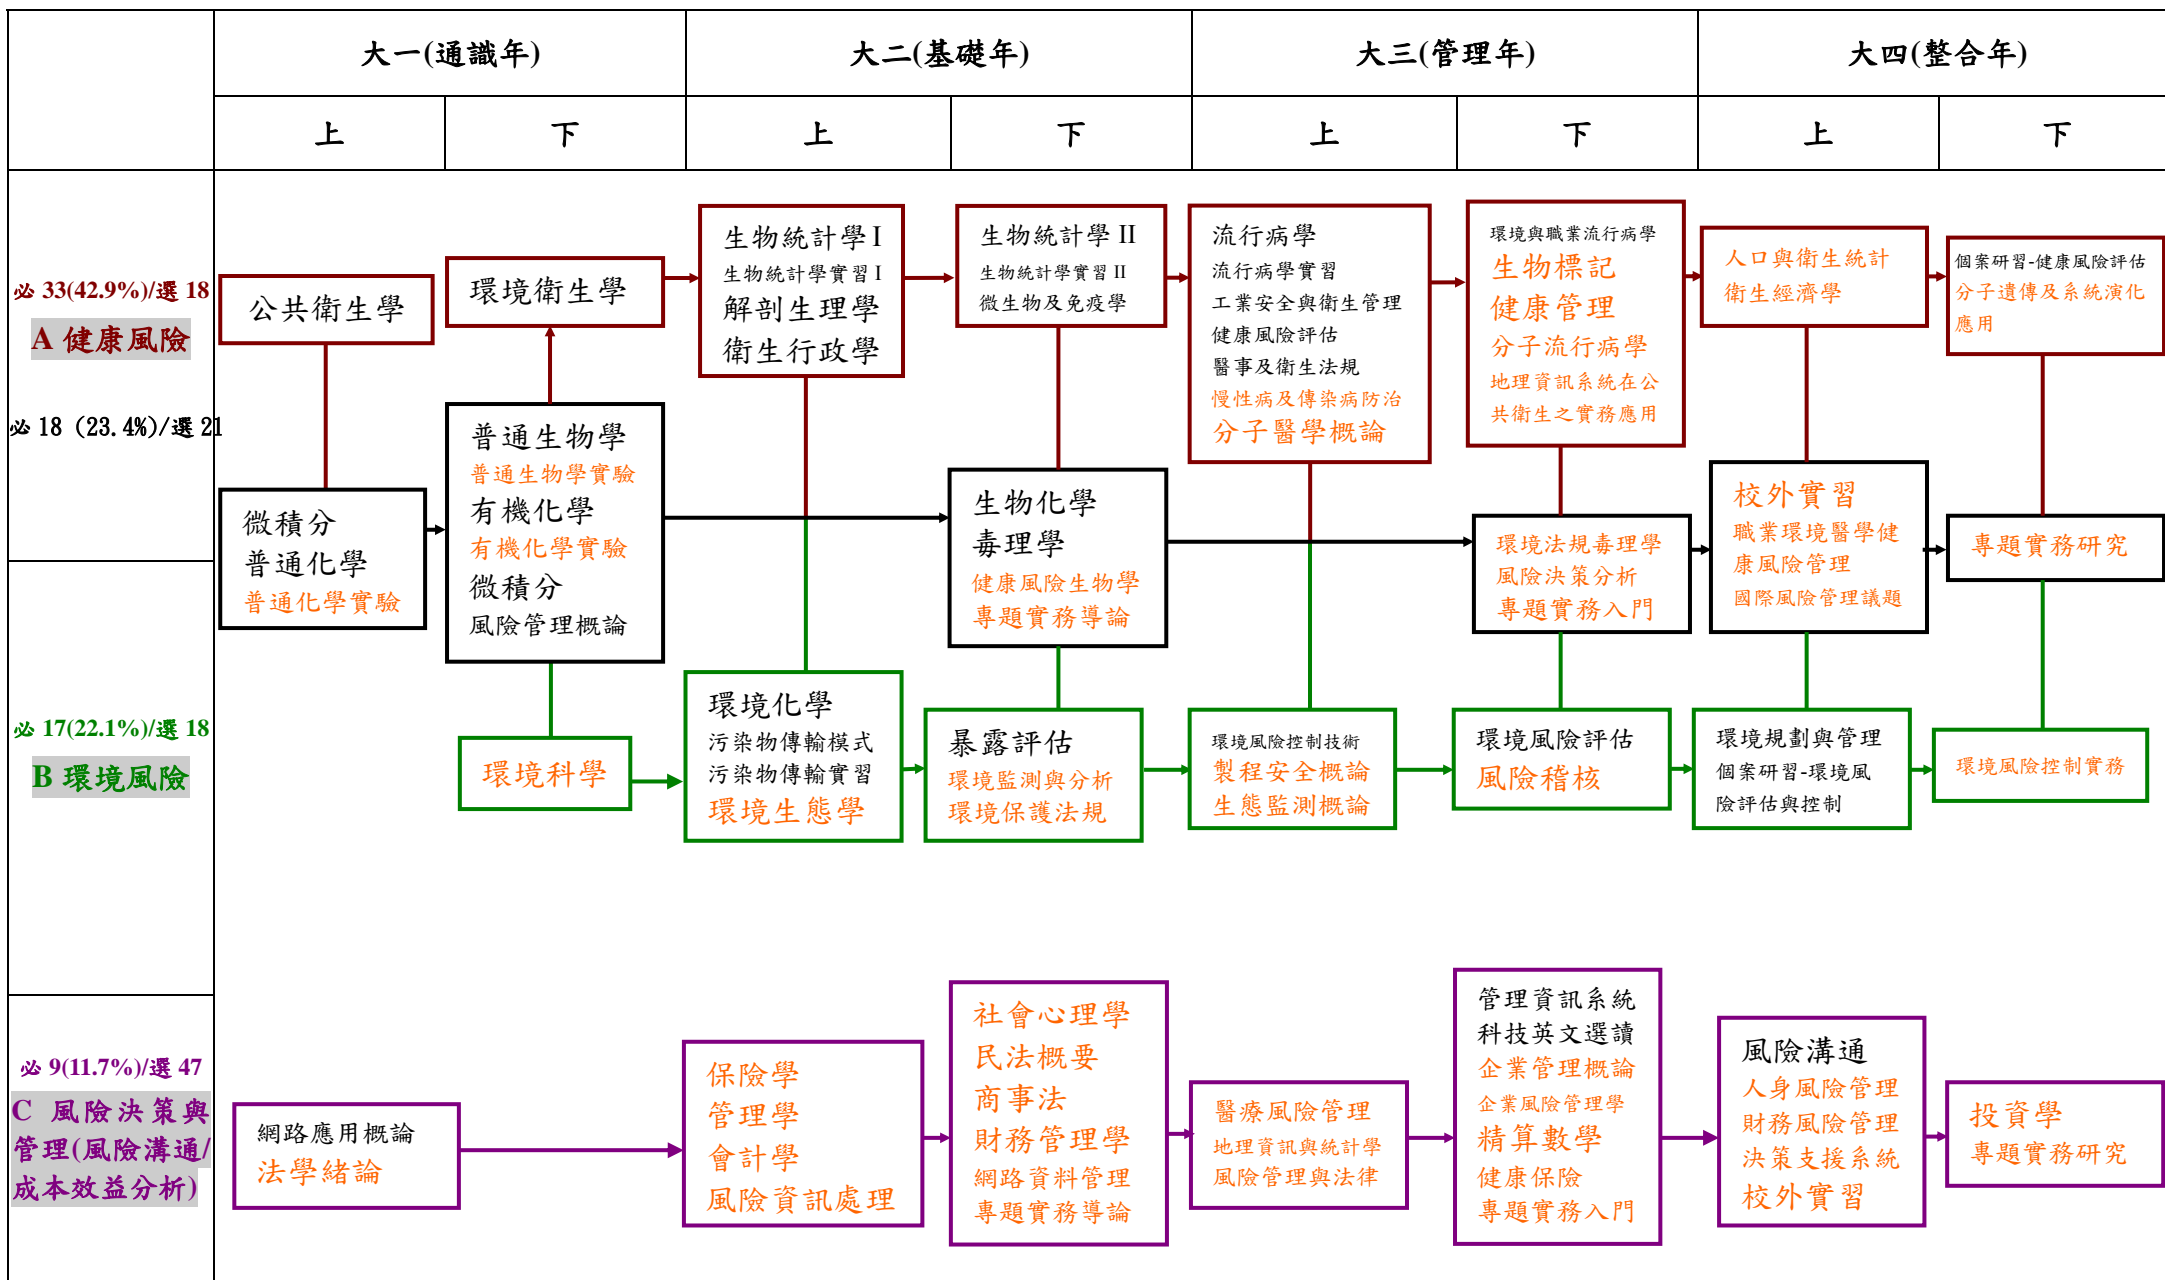 大一(通識年)
大二(基礎年)
大三(管理年)
大四(整合年)
上
下
上
下
上
下
上
下
必 33(42.9%)/選 18
A 健康風險
必 18 (23.4%)/選 21
公共衛生學
環境衛生學
生物統計學 I
生物統計學實習 I
解剖生理學
衛生行政學
生物統計學 II
生物統計學實習 II
微生物及免疫學
流行病學
流行病學實習
工業安全與衛生管理
健康風險評估
醫事及衛生法規
慢性病及傳染病防治
分子醫學概論
環境與職業流行病學
生物標記
健康管理
分子流行病學
地理資訊系統在公
共衛生之實務應用
人口與衛生統計
衛生經濟學
個案研習-健康風險評估
分子遺傳及系統演化
應用
微積分
普通化學
普通化學實驗
普通生物學
普通生物學實驗
有機化學
有機化學實驗
微積分
風險管理概論
生物化學
毒理學
健康風險生物學
專題實務導論
環境法規毒理學
風險決策分析
專題實務入門
校外實習
職業環境醫學健
康風險管理
國際風險管理議題
專題實務研究
必 17(22.1%)/選 18
B 環境風險
環境科學
環境化學
污染物傳輸模式
污染物傳輸實習
環境生態學
暴露評估
環境監測與分析
環境保護法規
環境風險控制技術
製程安全概論
生態監測概論
環境風險評估
風險稽核
環境規劃與管理
個案研習-環境風
險評估與控制
環境風險控制實務
必 9(11.7%)/選 47
C 風險決策與
管理(風險溝通/
成本效益分析)
網路應用概論
法學緒論
保險學
管理學
會計學
風險資訊處理
社會心理學
民法概要
商事法
財務管理學
網路資料管理
專題實務導論
醫療風險管理
地理資訊與統計學
風險管理與法律
管理資訊系統
科技英文選讀
企業管理概論
企業風險管理學
精算數學
健康保險
專題實務入門
風險溝通
人身風險管理
財務風險管理
決策支援系統
校外實習
投資學
專題實務研究